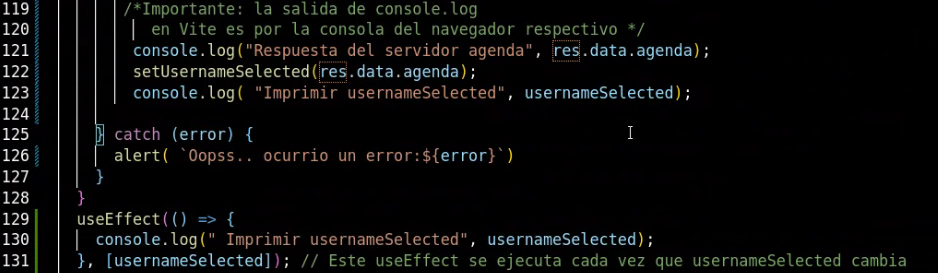 119 /*Importante: la salida de console.log
120 en Vite es por la consola del navegador respectivo */
121 console.log("Respuesta del servidor agenda", res.data.agenda);
122 setUsernameSelected(res.data.agenda);
123 console.log( "Imprimir usernameSelected", usernameSelected);
124
125 } catch (error) {
126 alert( `Oopss.. ocurrio un error:${error}`)
127 }
128 }
129 useEffect(() => {
130 console.log(" Imprimir usernameSelected", usernameSelected);
131 }, [usernameSelected]); // Este useEffect se ejecuta cada vez que usernameSelected cambia